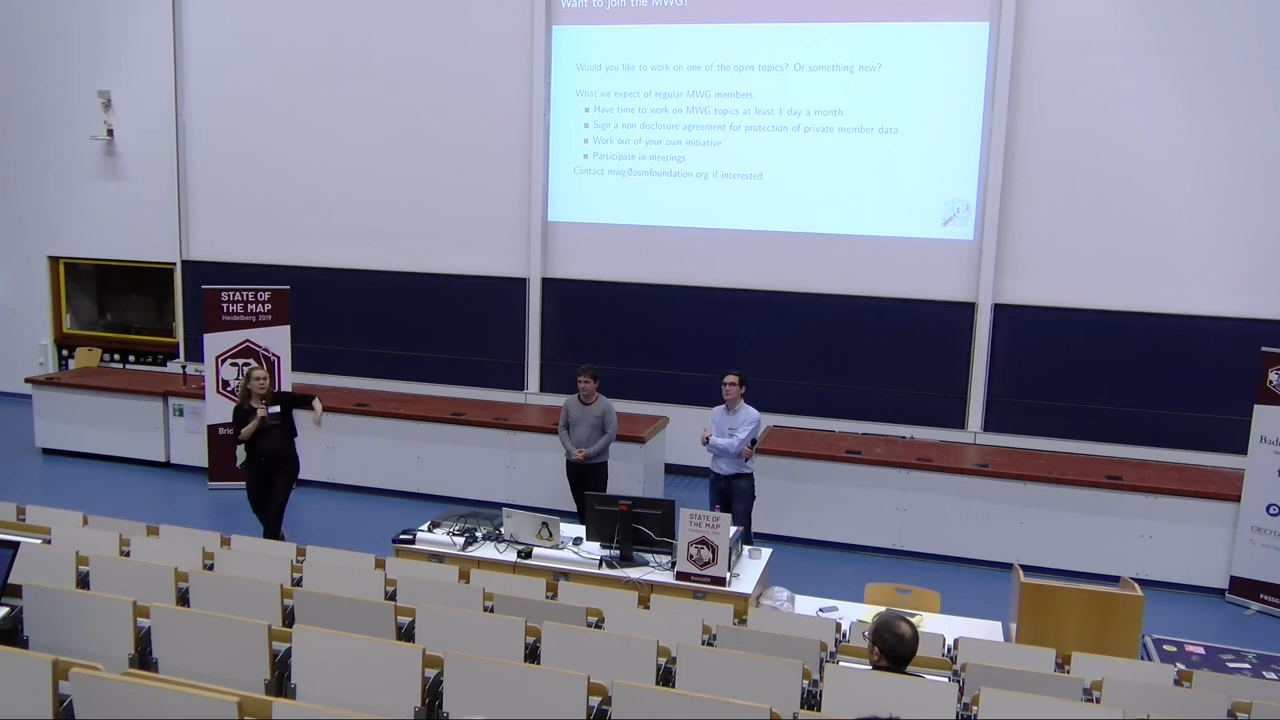 Want to join the MWG?
Would you like to work on one of the open topics? Or something new?
What we expect of regular MWG members:
Have time to work on MWG topics at least 1 day a month
Sign a non disclosure agreement for protection of private member data.
Work out of your own initiative
Participate in meetings
Contact mwg@osmfoundation.org if interested
STATE OF
THE MAP
Heidelberg 2019
STATE OF
THE MAP